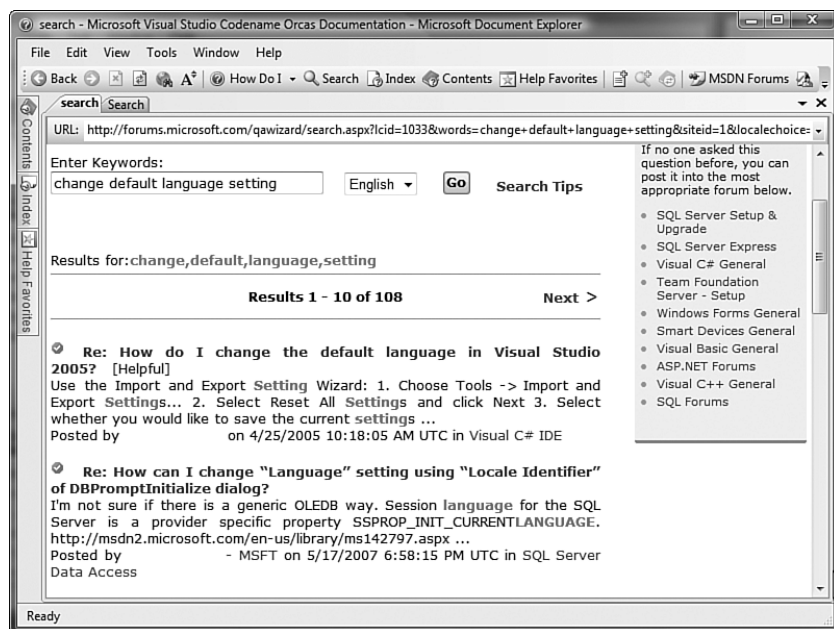 search - Microsoft Visual Studio Codename Orcas Documentation - Microsoft Document Explorer
File Edit View Tools Window Help
Back How Do I Search Index Contents Help Favorites MSDN Forums
search Search
URL: http://forums.microsoft.com/qawizard/search.aspx?lcid=1033&words=change+default+language+setting&siteid=1&localechoice=
Contents
Index
Help Favorites
Enter Keywords:
change default language setting English Go Search Tips
Results for:change,default,language,setting
Results 1 - 10 of 108 Next >
Re: How do I change the default language in Visual Studio
2005? [Helpful]
Use the Import and Export Setting Wizard: 1. Choose Tools -> Import and
Export Settings... 2. Select Reset All Settings and click Next 3. Select
whether you would like to save the current settings ...
Posted by on 4/25/2005 10:18:05 AM UTC in Visual C# IDE
Re: How can I change “Language” setting using “Locale Identifier”
of DBPromptInitialize dialog?
I'm not sure if there is a generic OLEDB way. Session language for the SQL
Server is a provider specific property SSPROP_INIT_CURRENTLANGUAGE.
http://msdn2.microsoft.com/en-us/library/ms142797.aspx ...
Posted by - MSFT on 5/17/2007 6:58:15 PM UTC in SQL Server
Data Access
If no one asked this
question before, you can
post it into the most
appropriate forum below.
SQL Server Setup &
Upgrade
SQL Server Express
Visual C# General
Team Foundation
Server - Setup
Windows Forms General
Smart Devices General
Visual Basic General
ASP.NET Forums
Visual C++ General
SQL Forums
Ready